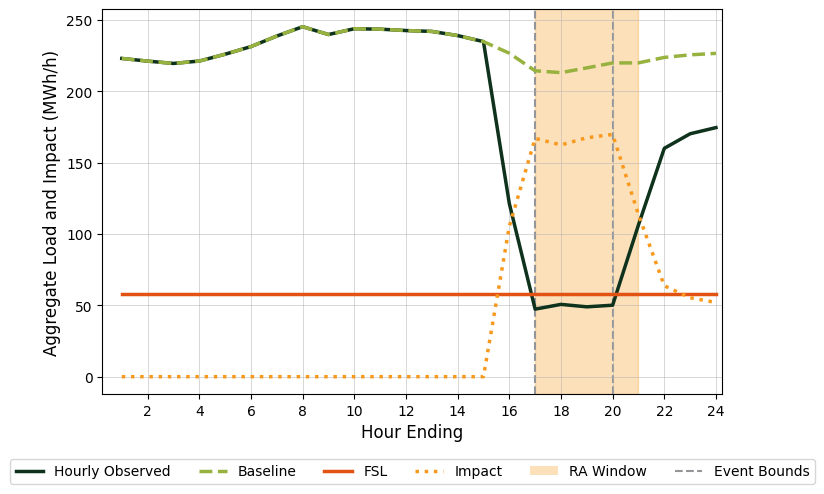 Aggregate Load and Impact (MWh/h)
250
200
150
100
50
0
2 4 6 8 10 12 14 16 18 20 22 24
Hour Ending
Hourly Observed Baseline FSL Impact RA Window Event Bounds